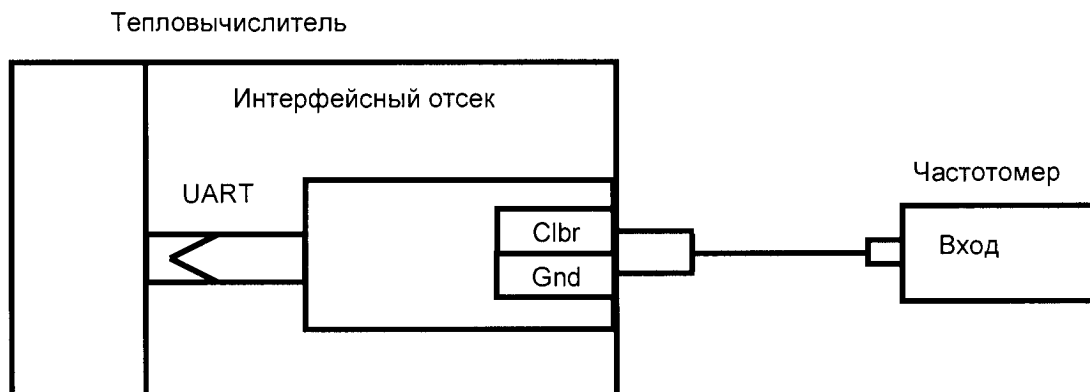 Тепловычислитель
Интерфейсный отсек
UART
Clbr
Gnd
Частотомер
Вход